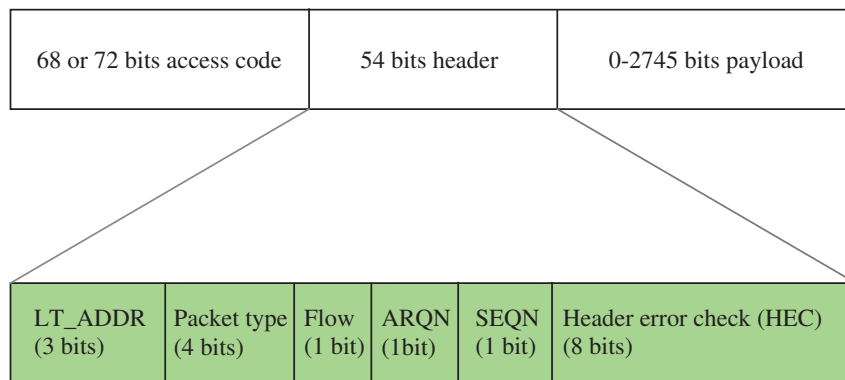 68 or 72 bits access code
54 bits header
0-2745 bits payload
LT_ADDR
(3 bits)
Packet type
(4 bits)
Flow
(1 bit)
ARQN
(1bit)
SEQN
(1 bit)
Header error check (HEC)
(8 bits)